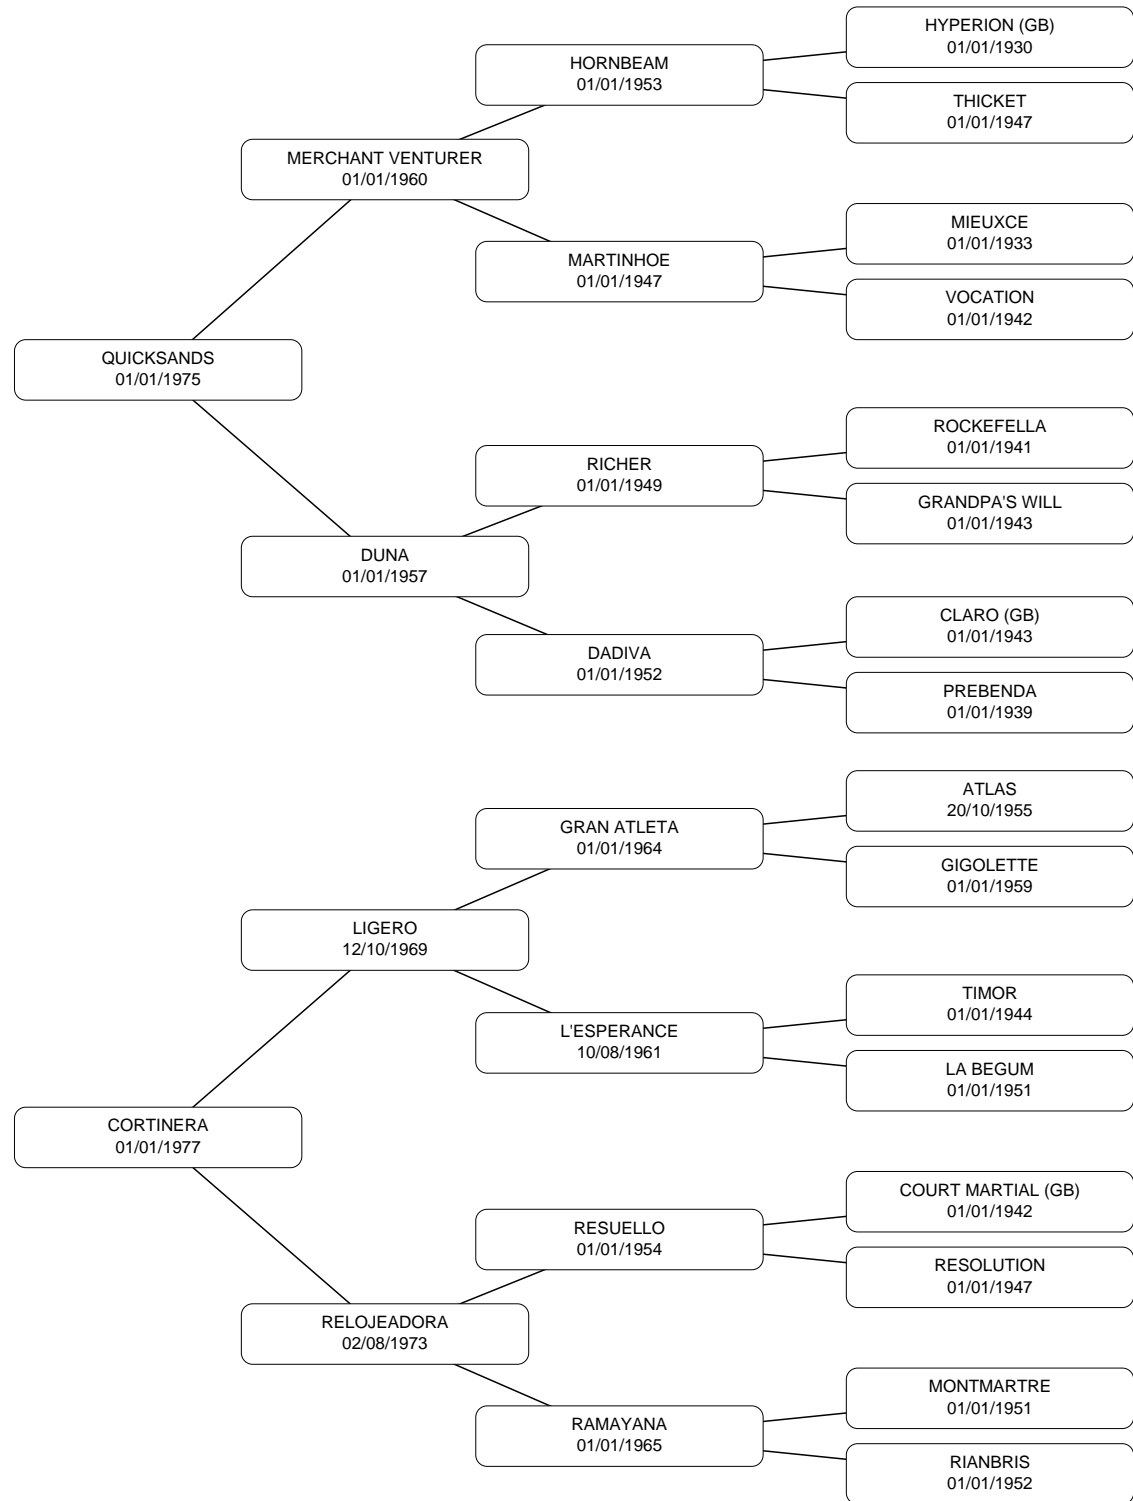 HYPERION (GB)
01/01/1930
HORNBEAM
01/01/1953
THICKET
01/01/1947
MERCHANT VENTURER
01/01/1960
MIEUXCE
01/01/1933
MARTINHOE
01/01/1947
VOCATION
01/01/1942
QUICKSANDS
01/01/1975
ROCKEFELLA
01/01/1941
RICHER
01/01/1949
GRANDPA'S WILL
01/01/1943
DUNA
01/01/1957
CLARO (GB)
01/01/1943
DADIVA
01/01/1952
PREBENDA
01/01/1939
ATLAS
20/10/1955
GRAN ATLETA
01/01/1964
GIGOLETTE
01/01/1959
LIGERO
12/10/1969
TIMOR
01/01/1944
L'ESPERANCE
10/08/1961
LA BEGUM
01/01/1951
CORTINERA
01/01/1977
COURT MARTIAL (GB)
01/01/1942
RESUELLO
01/01/1954
RESOLUTION
01/01/1947
RELOJEADORA
02/08/1973
MONTMARTRE
01/01/1951
RAMAYANA
01/01/1965
RIANBRIS
01/01/1952